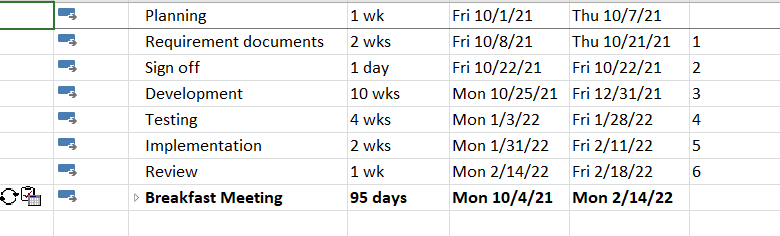 Planning 1 wk Fri 10/1/21 Thu 10/7/21
Requirement documents 2 wks Fri 10/8/21 Thu 10/21/21 1
Sign off 1 day Fri 10/22/21 Fri 10/22/21 2
Development 10 wks Mon 10/25/21 Fri 12/31/21 3
Testing 4 wks Mon 1/3/22 Fri 1/28/22 4
Implementation 2 wks Mon 1/31/22 Fri 2/11/22 5
Review 1 wk Mon 2/14/22 Fri 2/18/22 6
Breakfast Meeting 95 days Mon 10/4/21 Mon 2/14/22